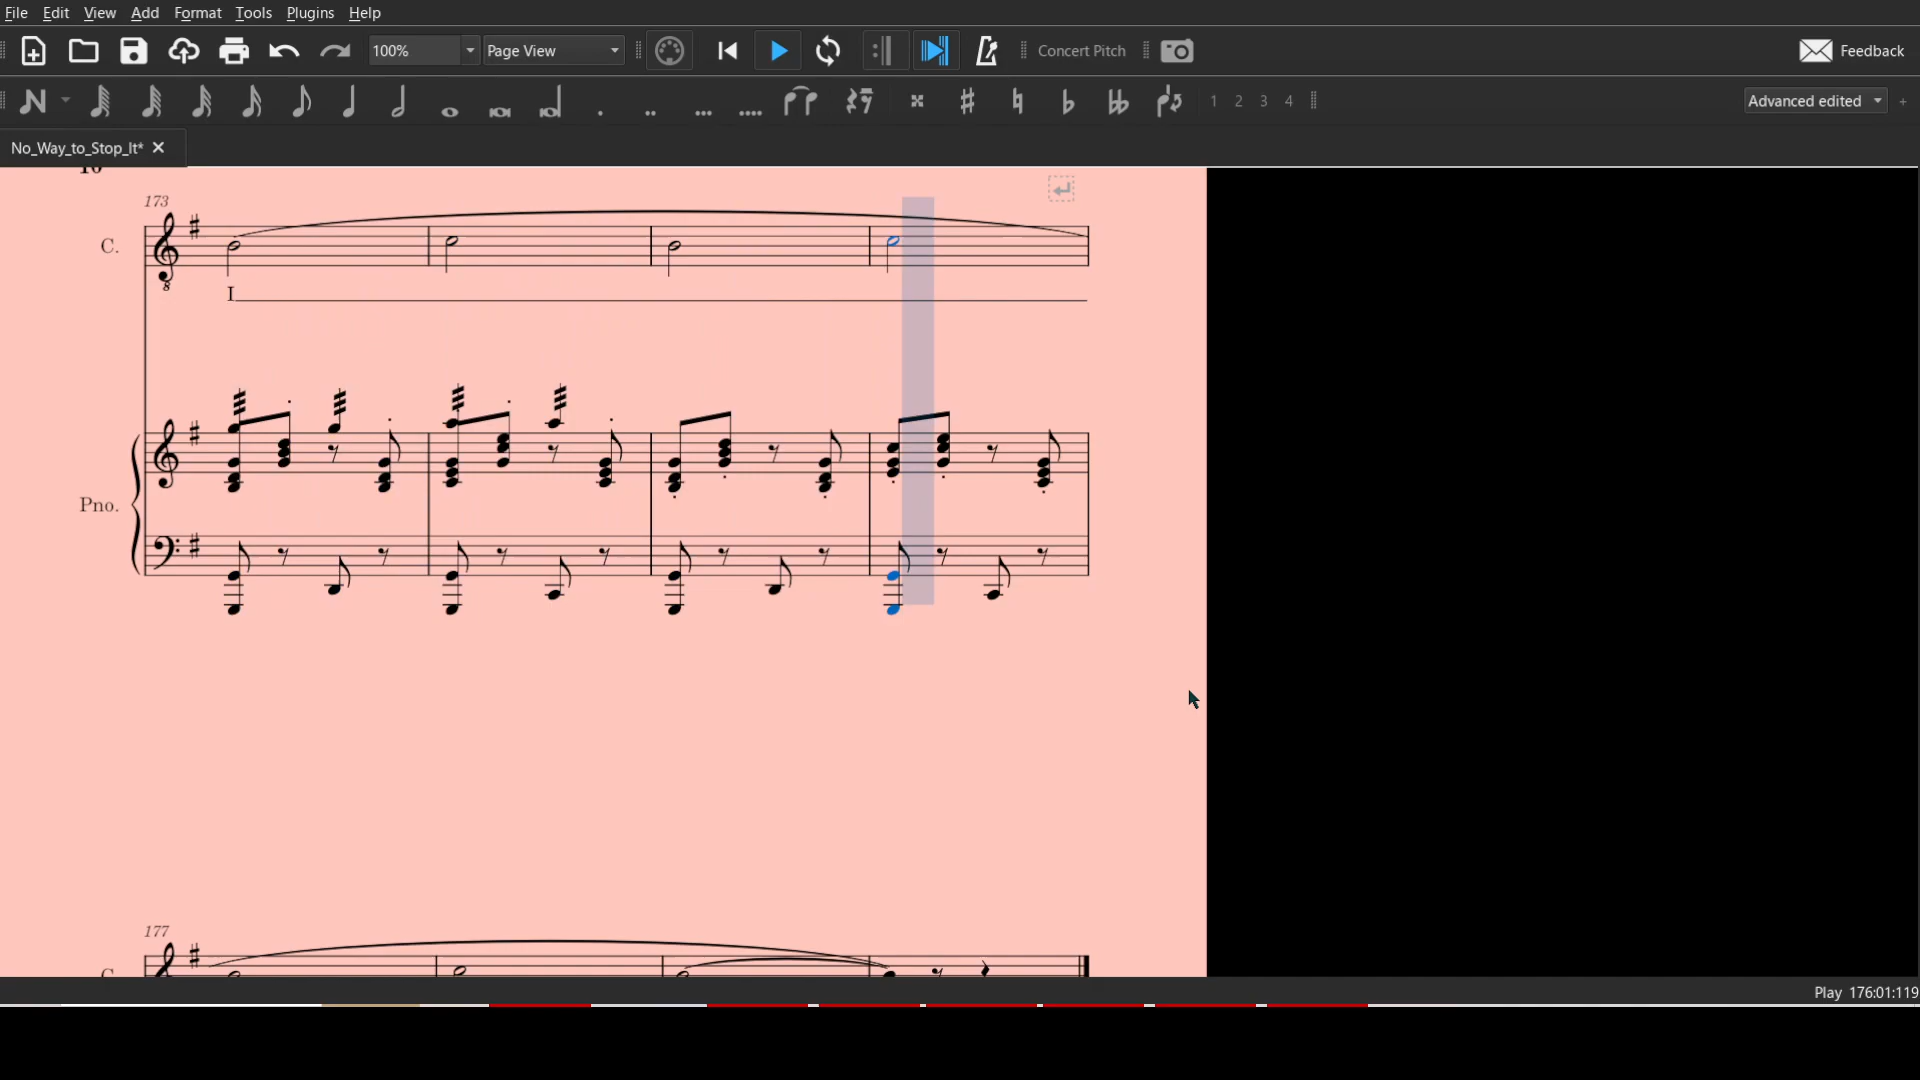 File Edit View Add Format Tools Plugins Help
100% Page View Concert Pitch Feedback
1 2 3 4 Advanced edited +
No_Way_to_Stop_It*
173
C.
8
I
Pno.
177
Play 176:01:119